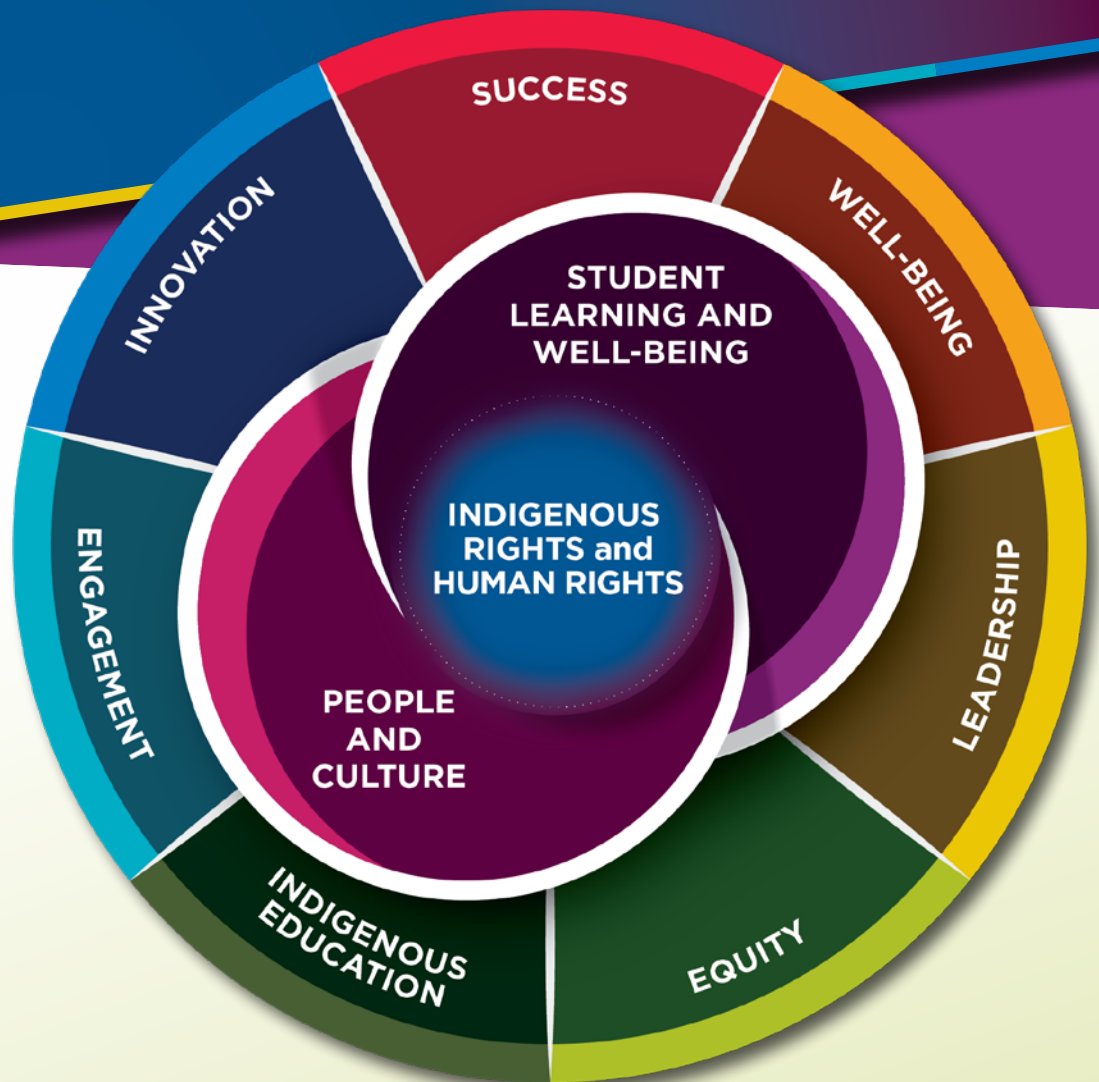 SUCCESS
WELL-BEING
LEADERSHIP
EQUITY
INDIGENOUS
EDUCATION
ENGAGEMENT
INNOVATION
STUDENT
LEARNING AND
WELL-BEING
INDIGENOUS
RIGHTS and
HUMAN RIGHTS
PEOPLE
AND
CULTURE